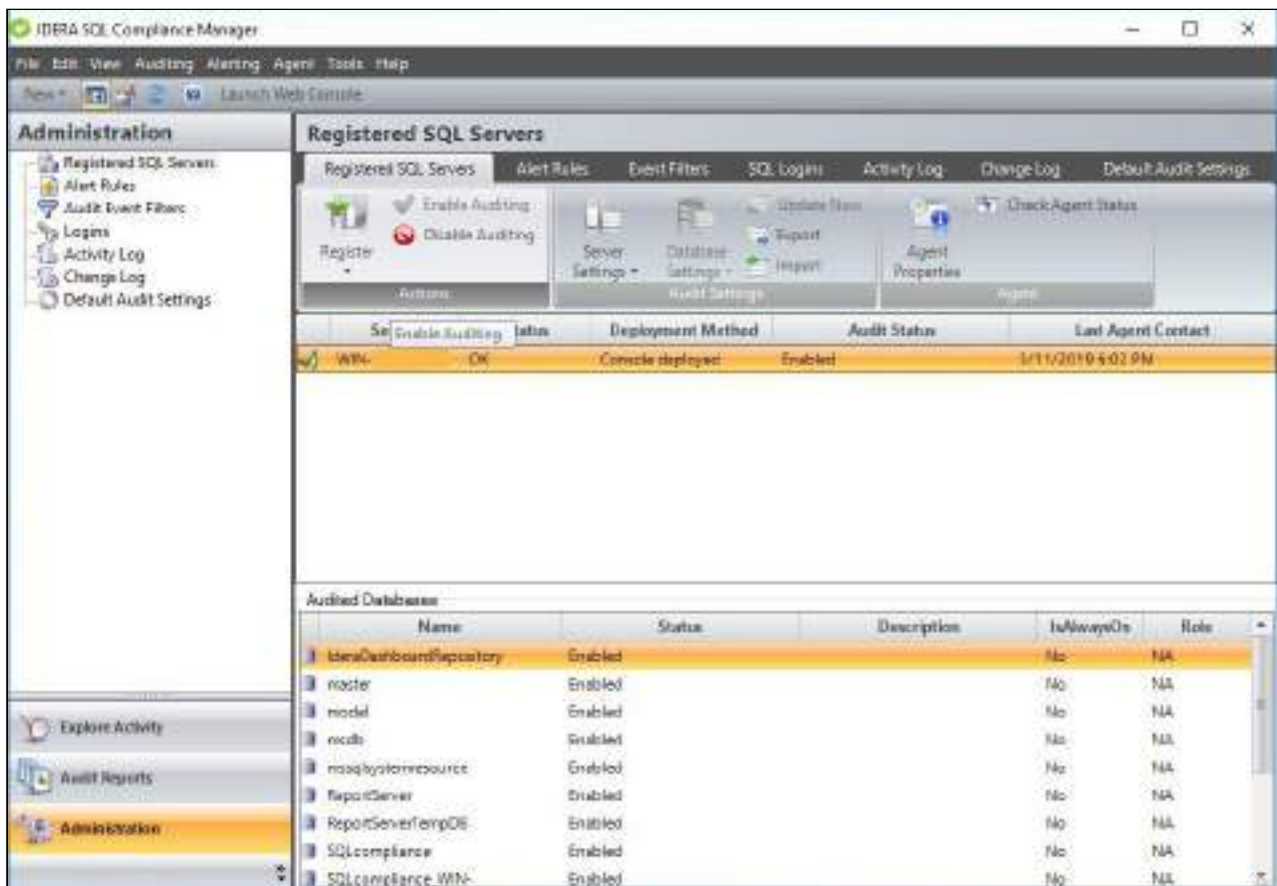 IDERA SQL Compliance Manager
File Edit View Auditing Alerting Agent Tools Help
New Launch Web Console
Administration
Registered SQL Servers
Alert Rules
Audit Event Filters
Logins
Activity Log
Change Log
Default Audit Settings
Registered SQL Servers
Registered SQL Servers Alert Rules Event Filters SQL Logins Activity Log Change Log Default Audit Settings
Register
Enable Auditing
Disable Auditing
Actions
Server Settings
Database Settings
Update Now
Export
Import
Audit Settings
Agent Properties
Check Agent Status
Agent
Se Enable Auditing tatus Deployment Method Audit Status Last Agent Contact
WIN- OK Console deployed Enabled 3/11/2019 6:02 PM
Audited Databases
Name Status Description IsAlwaysOn Role
IderaDashboardRepository Enabled No NA
master Enabled No NA
model Enabled No NA
msdb Enabled No NA
mssqlsystemresource Enabled No NA
ReportServer Enabled No NA
ReportServerTempDB Enabled No NA
SQLcompliance Enabled No NA
SQLcompliance_WIN- Enabled No NA
Explore Activity
Audit Reports
Administration